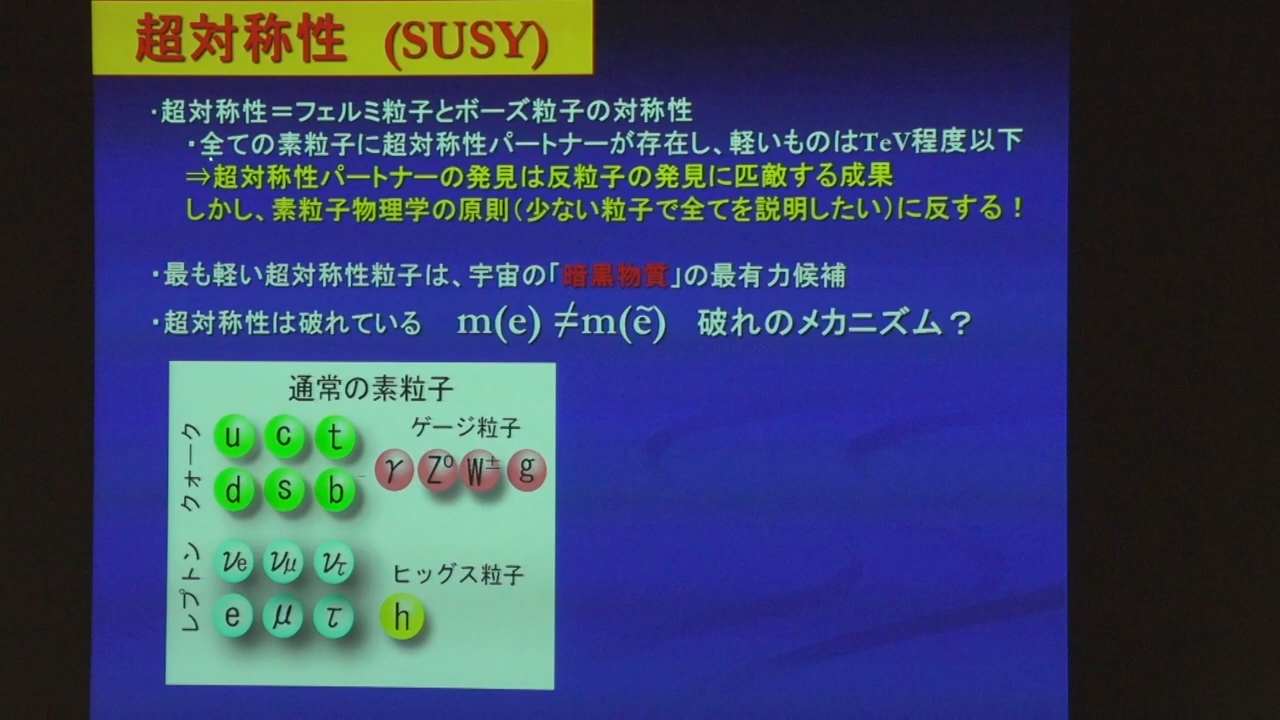 超対称性 (SUSY)
・超対称性=フェルミ粒子とボーズ粒子の対称性
・全ての素粒子に超対称性パートナーが存在し、軽いものはTeV程度以下
⇒超対称性パートナーの発見は反粒子の発見に匹敵する成果
しかし、素粒子物理学の原則(少ない粒子で全てを説明したい)に反する!
・最も軽い超対称性粒子は、宇宙の「暗黒物質」の最有力候補
・超対称性は破れている m(e) ≠m(ẽ) 破れのメカニズム?
通常の素粒子
クォーク
u c t
d s b
ゲージ粒子
γ Z⁰ W± g
レプトン
νe νμ ντ
e μ τ
ヒッグス粒子
h